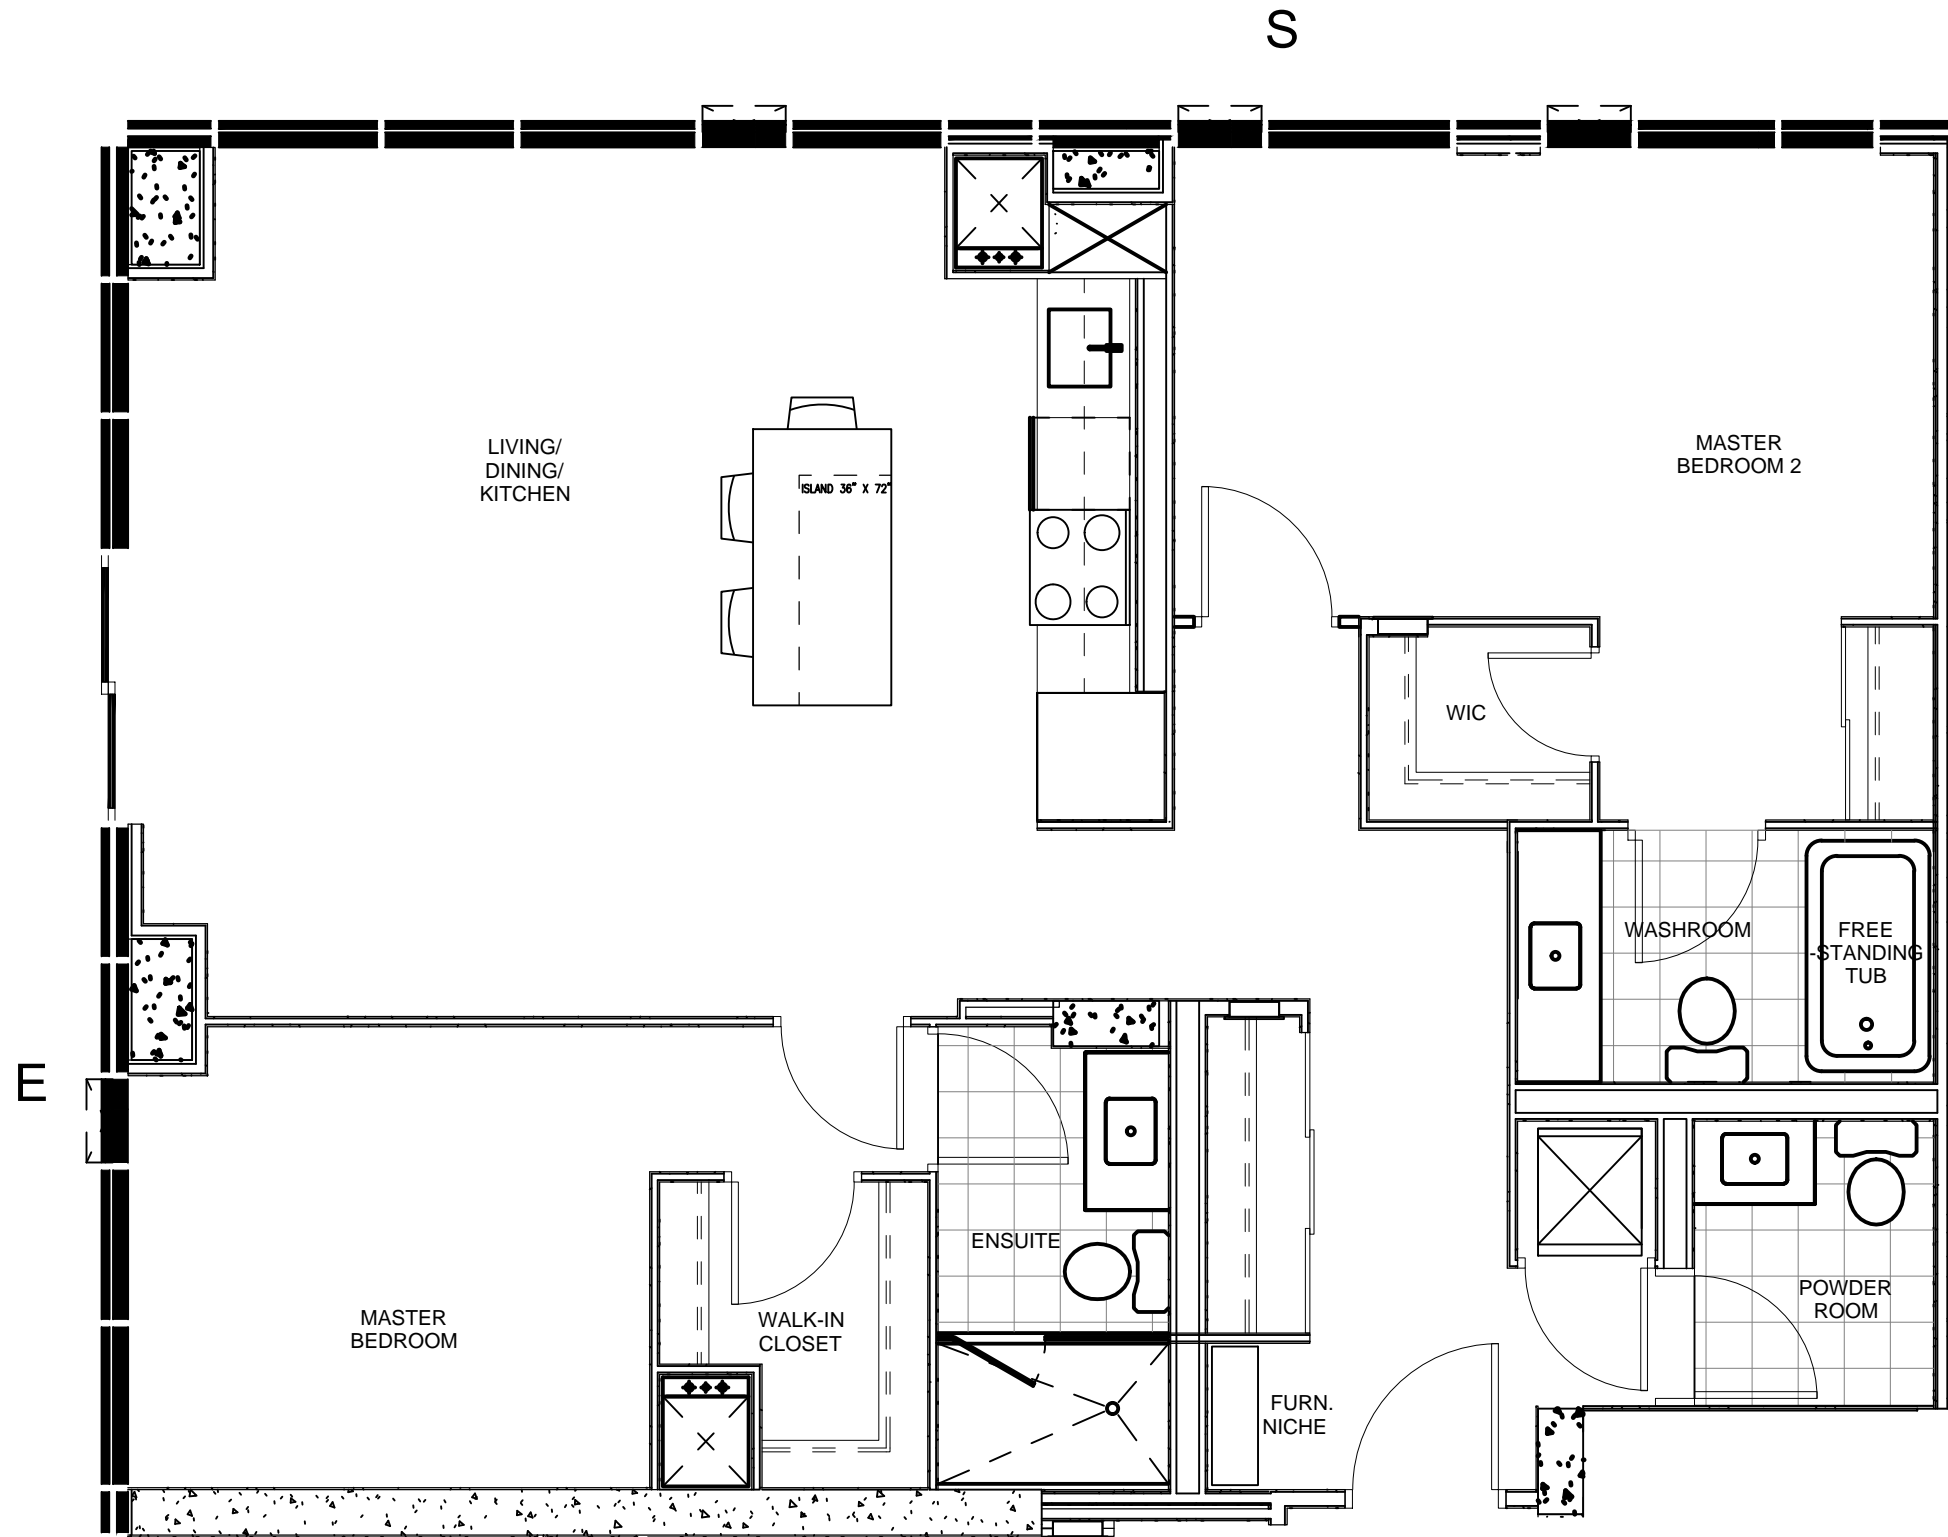 S
LIVING/
DINING/
KITCHEN
ISLAND 36" X 72"
MASTER
BEDROOM 2
WIC
WASHROOM
FREE
-STANDING
TUB
E
ENSUITE
MASTER
BEDROOM
WALK-IN
CLOSET
POWDER
ROOM
FURN.
NICHE